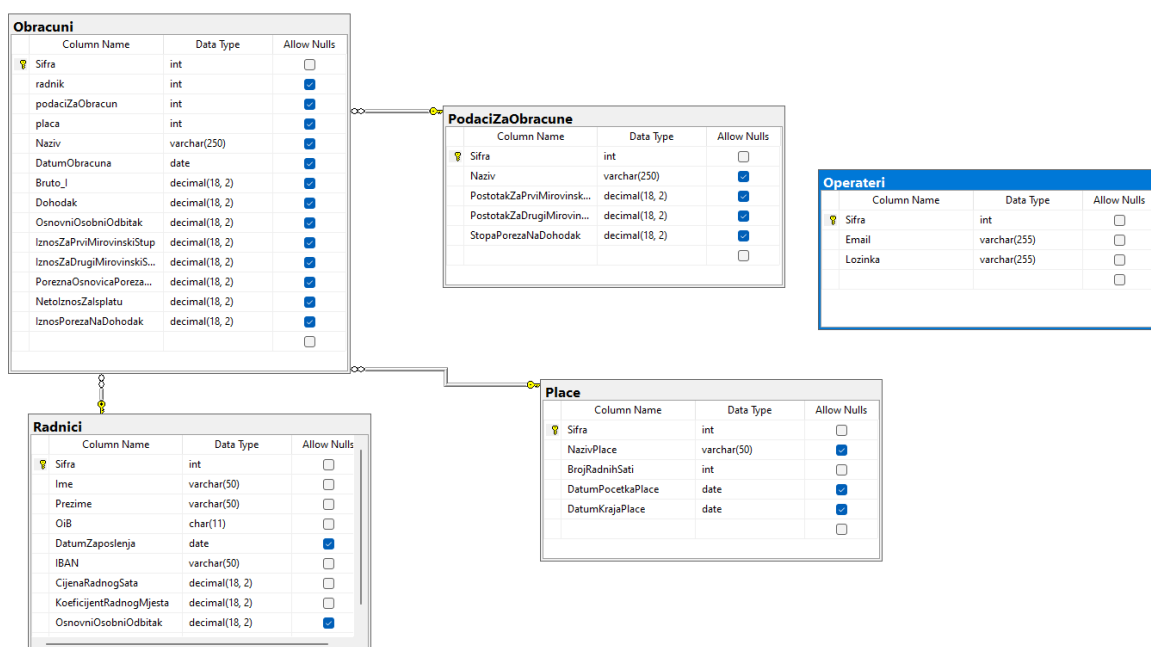 Obracuni
Column Name Data Type Allow Nulls
Sifra int
radnik int
podaciZaObracun int
placa int
Naziv varchar(250)
DatumObracuna date
Bruto_I decimal(18, 2)
Dohodak decimal(18, 2)
OsnovniOsobniOdbitak decimal(18, 2)
IznosZaPrviMirovinskiStup decimal(18, 2)
IznosZaDrugiMirovinskiS... decimal(18, 2)
PoreznaOsnovicaPoreza... decimal(18, 2)
NetoIznosZaIsplatu decimal(18, 2)
IznosPorezaNaDohodak decimal(18, 2)
PodaciZaObracune
Column Name Data Type Allow Nulls
Sifra int
Naziv varchar(250)
PostotakZaPrviMirovinsk... decimal(18, 2)
PostotakZaDrugiMirovin... decimal(18, 2)
StopaPorezaNaDohodak decimal(18, 2)
Operateri
Column Name Data Type Allow Nulls
Sifra int
Email varchar(255)
Lozinka varchar(255)
Radnici
Column Name Data Type Allow Nulls
Sifra int
Ime varchar(50)
Prezime varchar(50)
OiB char(11)
DatumZaposlenja date
IBAN varchar(50)
CijenaRadnogSata decimal(18, 2)
KoeficijentRadnogMjesta decimal(18, 2)
OsnovniOsobniOdbitak decimal(18, 2)
Place
Column Name Data Type Allow Nulls
Sifra int
NazivPlace varchar(50)
BrojRadnihSati int
DatumPocetkaPlace date
DatumKrajaPlace date